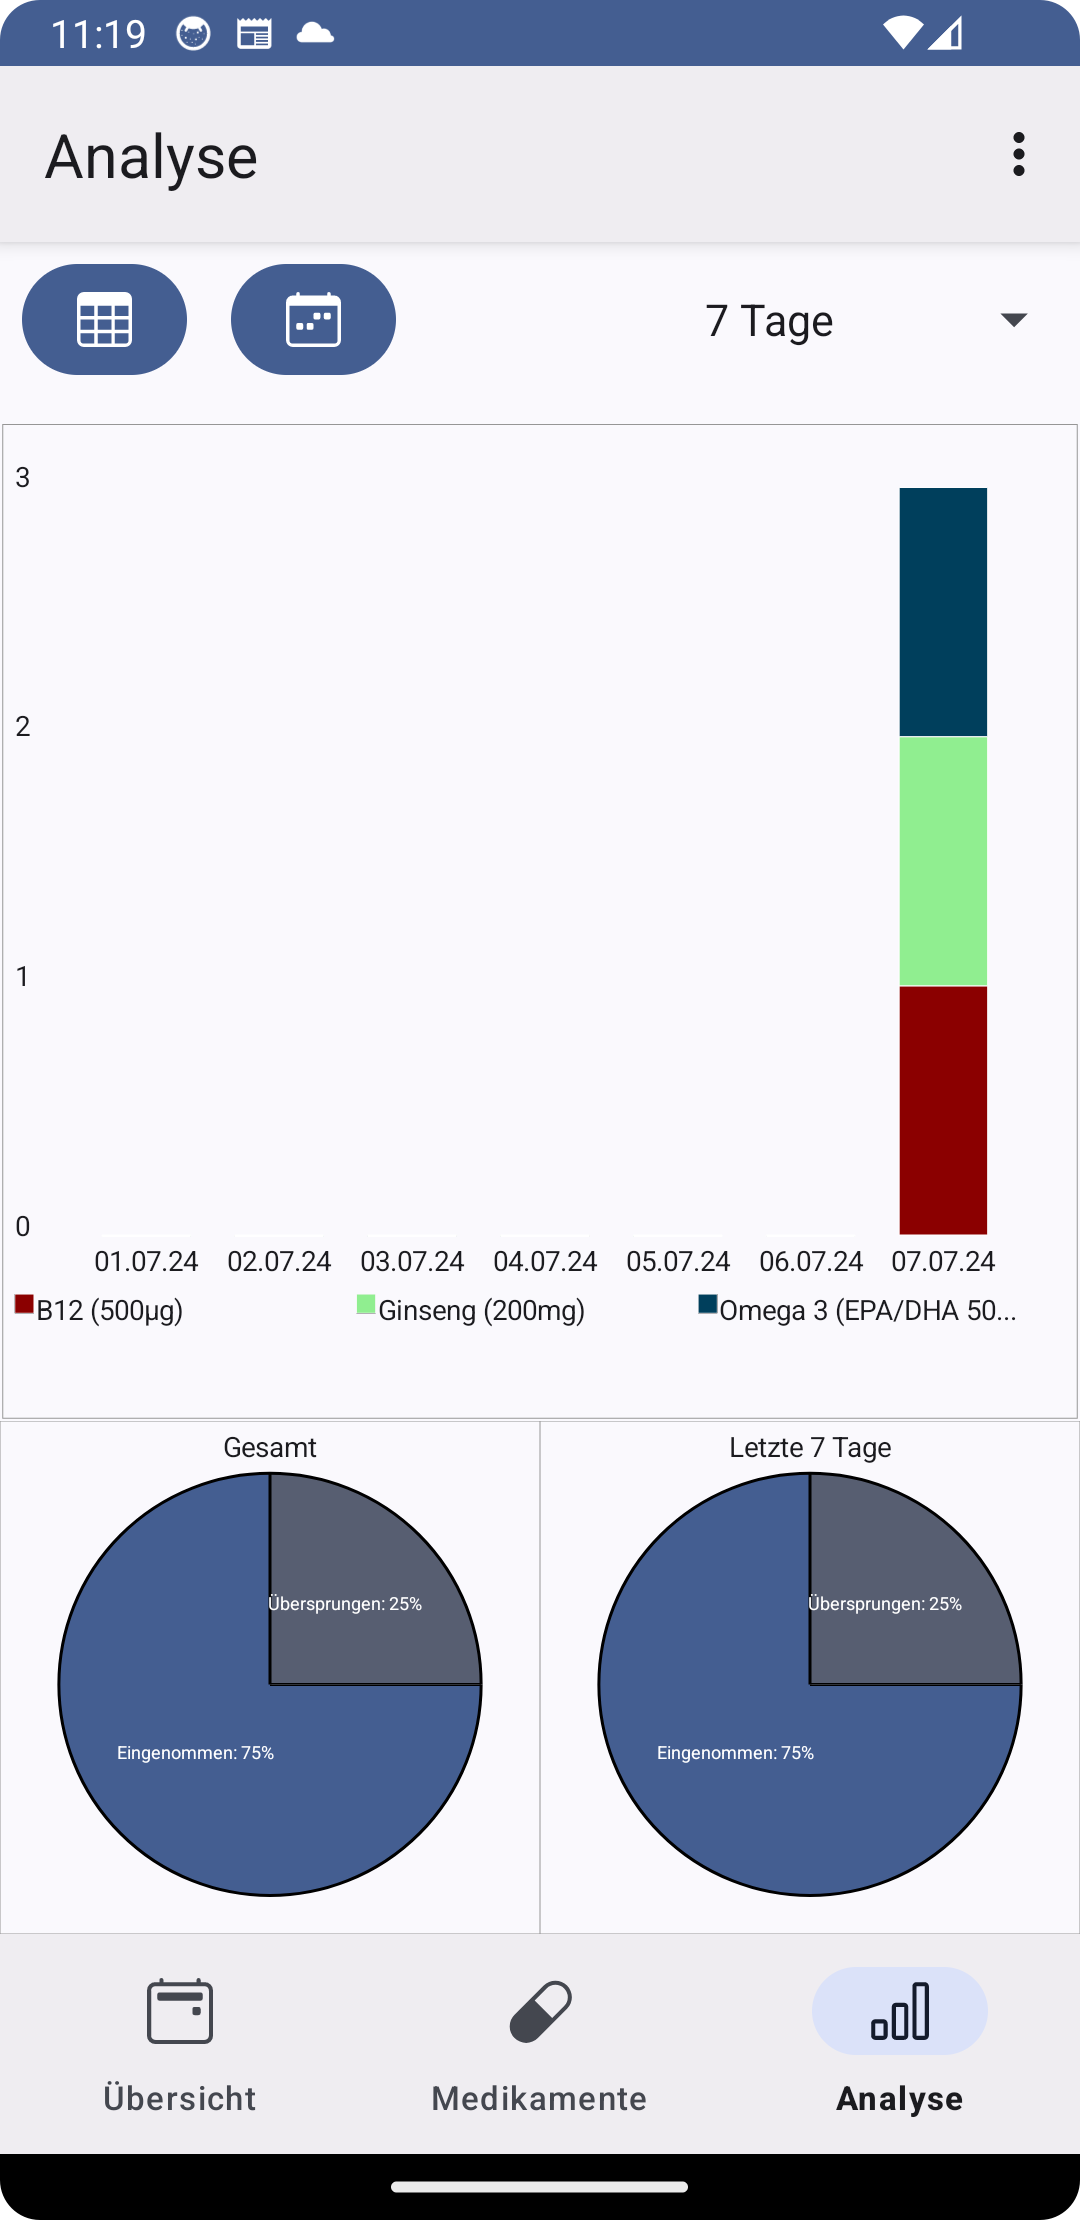 11:19
Analyse
7 Tage
3
2
1
0
01.07.24 02.07.24 03.07.24 04.07.24 05.07.24 06.07.24 07.07.24
B12 (500µg) Ginseng (200mg) Omega 3 (EPA/DHA 50...
Gesamt
Übersprungen: 25%
Eingenommen: 75%
Letzte 7 Tage
Übersprungen: 25%
Eingenommen: 75%
Übersicht Medikamente Analyse